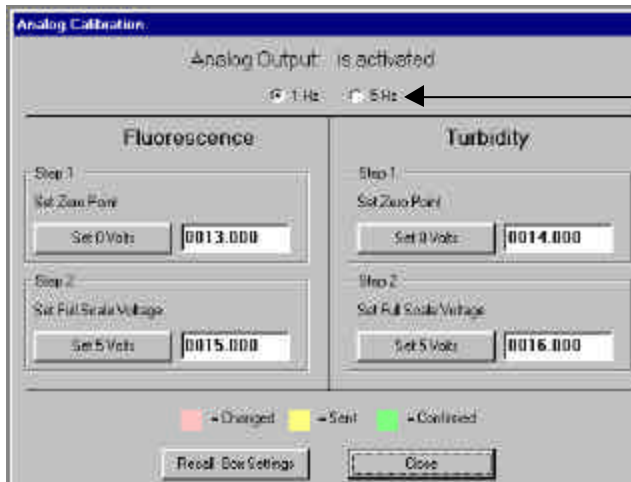 Analog Calibration
Analog Output is activated
1 Hz 5 Hz
Fluorescence
Step 1
Set Zero Point
Set 0 Volts 0013.000
Step 2
Set Full Scale Voltage
Set 5 Volts 0015.000
Turbidity
Step 1
Set Zero Point
Set 0 Volts 0014.000
Step 2
Set Full Scale Voltage
Set 5 Volts 0016.000
= Changed = Sent = Confirmed
Recall Box Settings Close